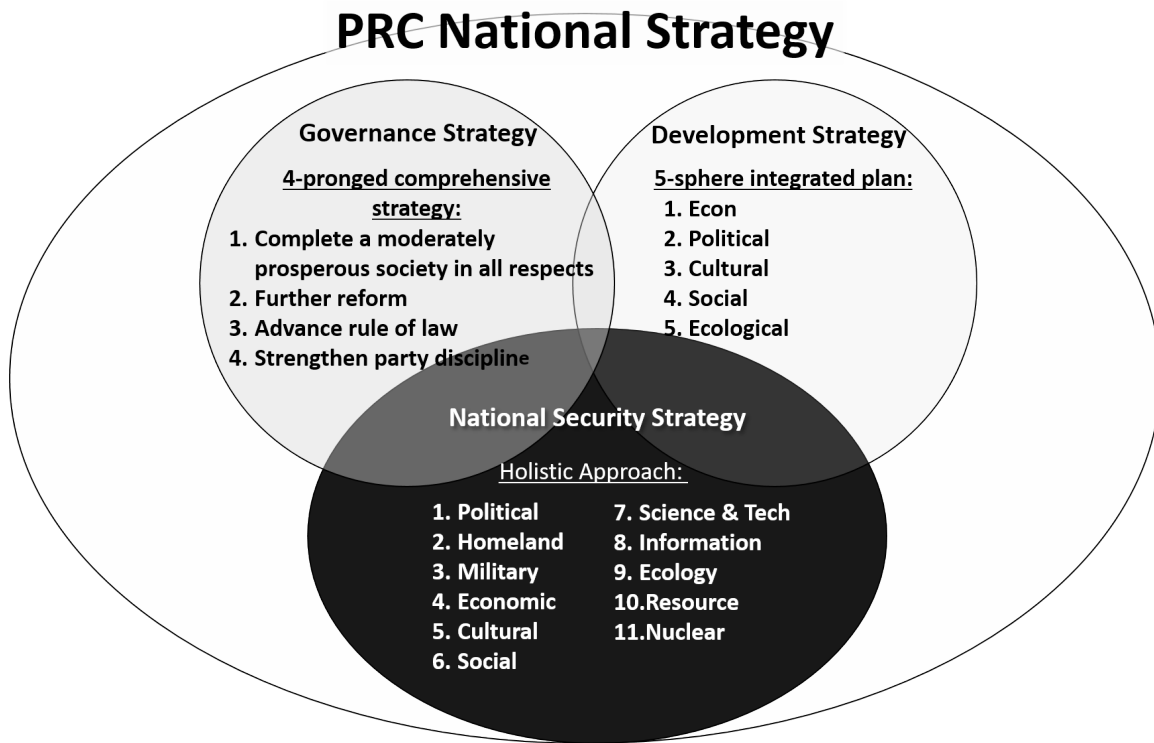 PRC National Strategy
Governance Strategy
4-pronged comprehensive
strategy:
1. Complete a moderately
prosperous society in all respects
2. Further reform
3. Advance rule of law
4. Strengthen party discipline
Development Strategy
5-sphere integrated plan:
1. Econ
2. Political
3. Cultural
4. Social
5. Ecological
National Security Strategy
Holistic Approach:
1. Political
2. Homeland
3. Military
4. Economic
5. Cultural
6. Social
7. Science & Tech
8. Information
9. Ecology
10.Resource
11.Nuclear